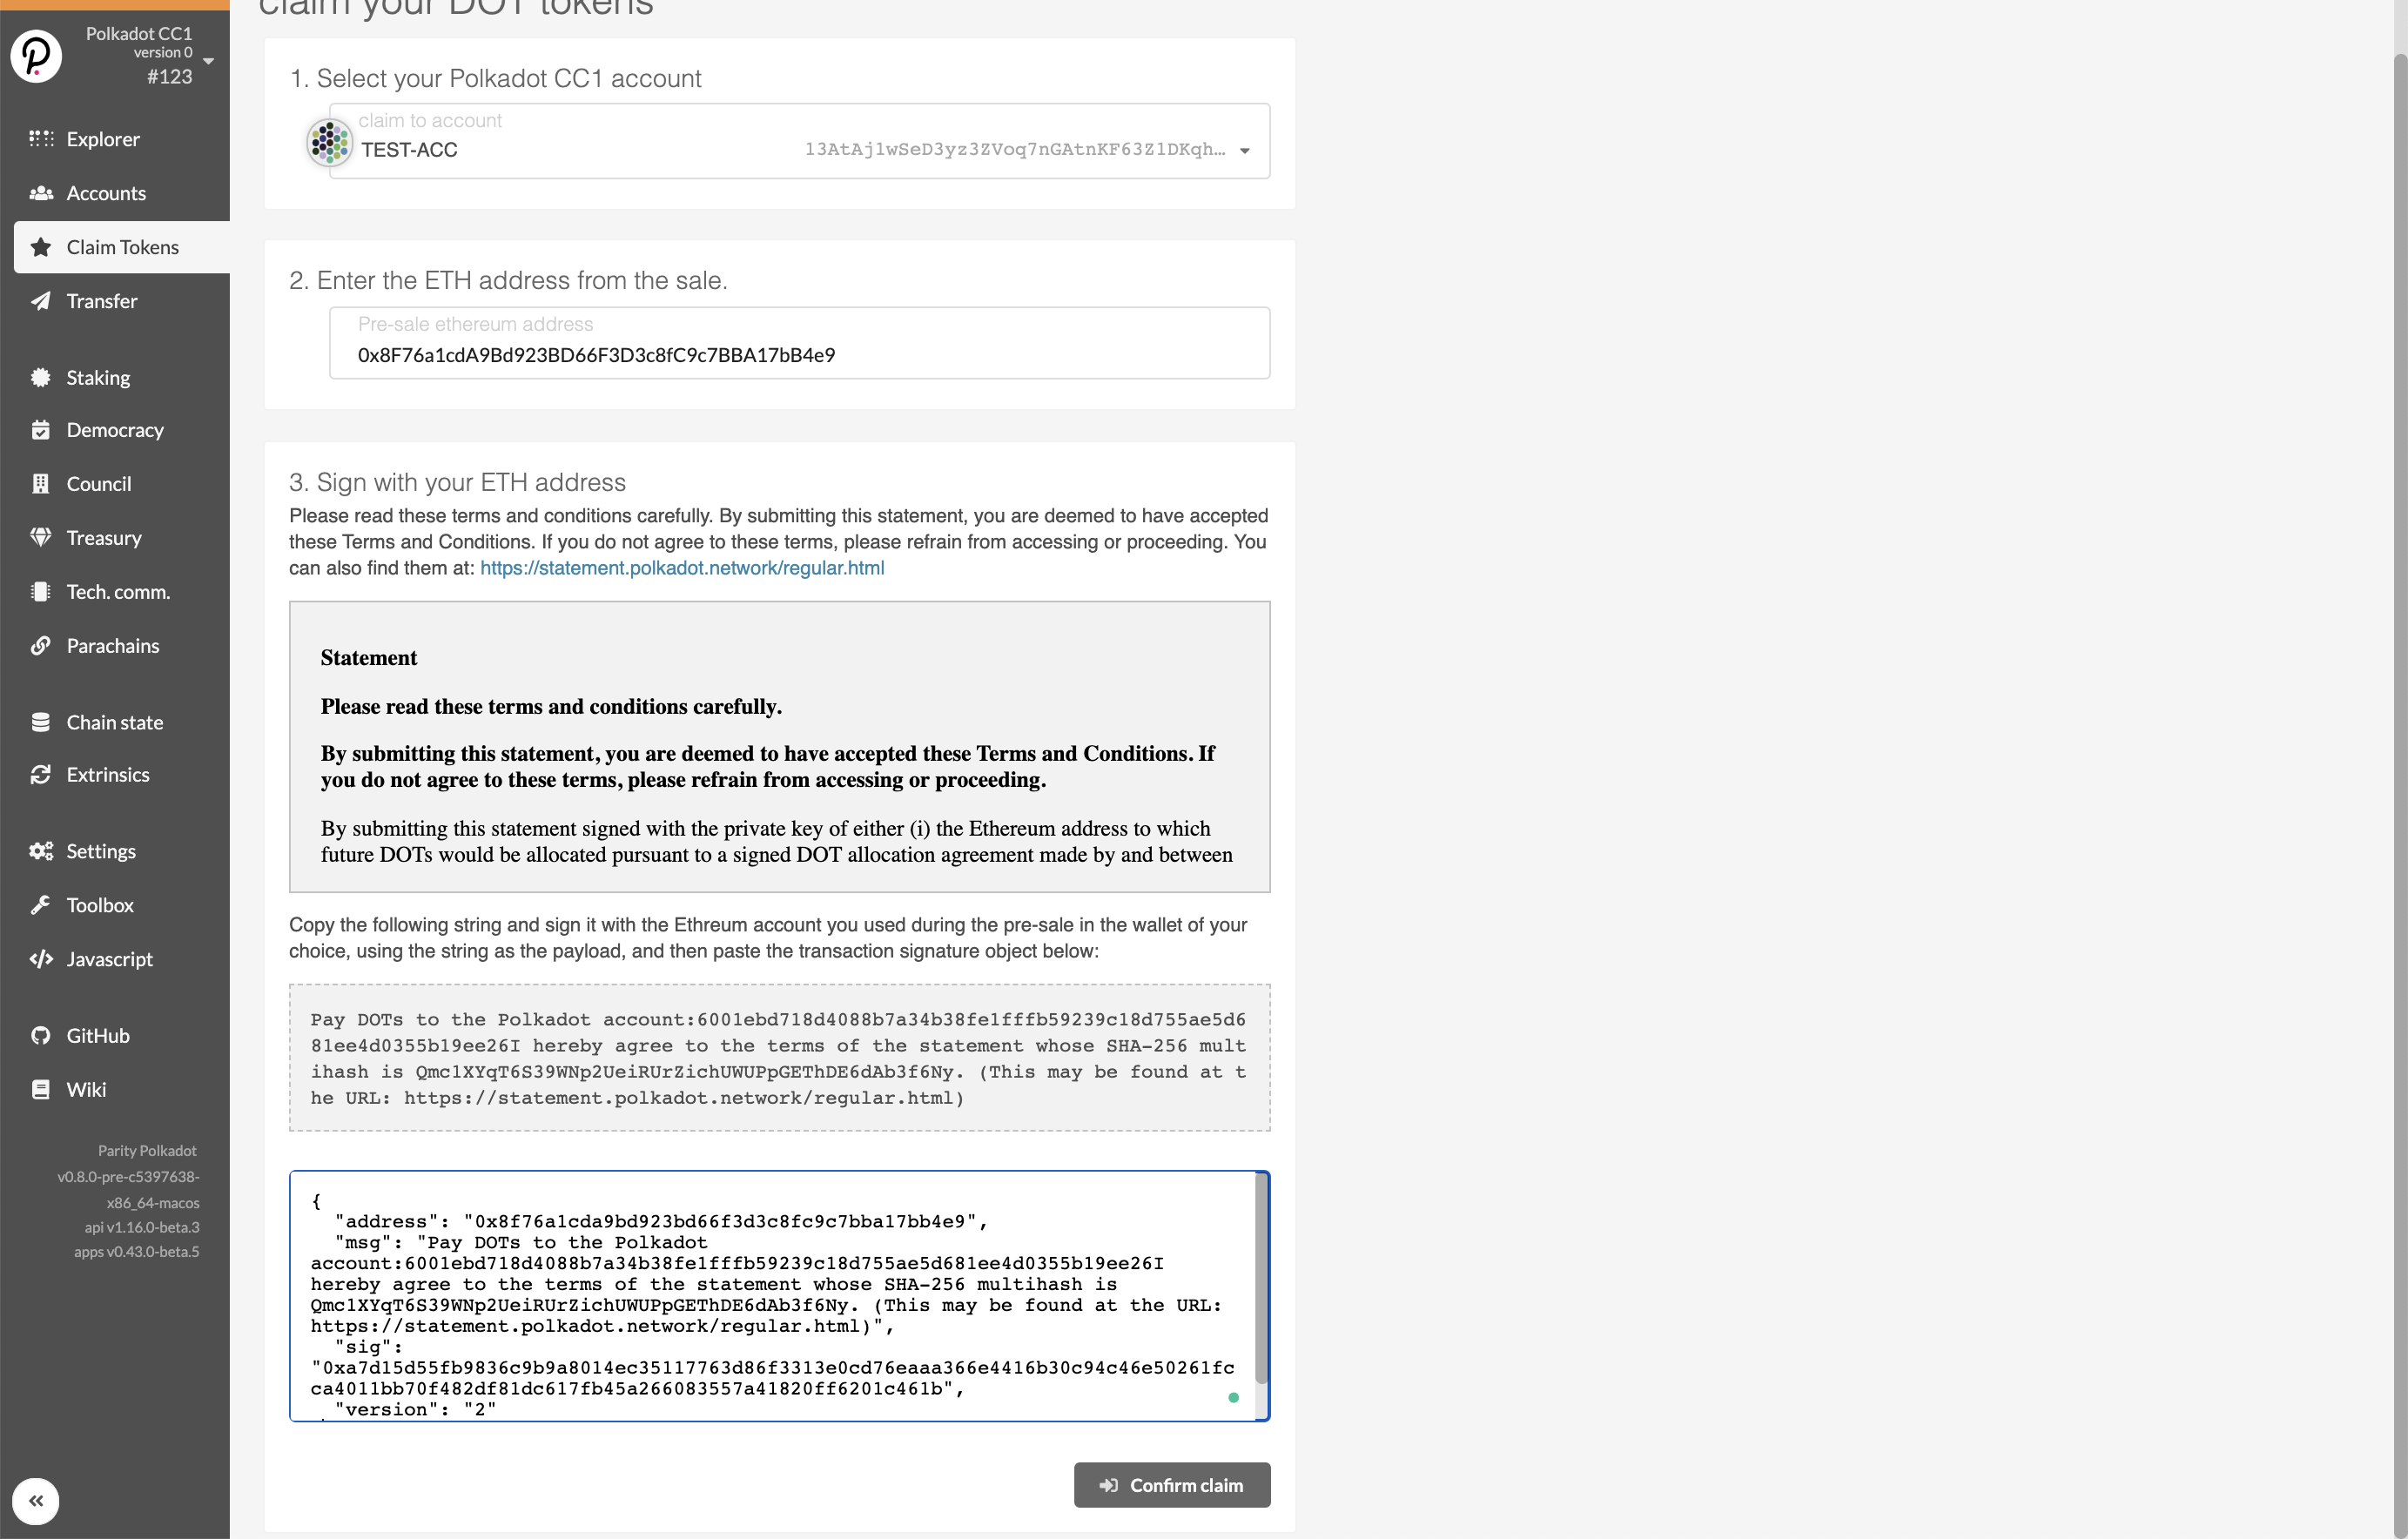 claim your DOT tokens
Polkadot CC1
version 0
#123
Explorer
Accounts
Claim Tokens
Transfer
Staking
Democracy
Council
Treasury
Tech. comm.
Parachains
Chain state
Extrinsics
Settings
Toolbox
Javascript
GitHub
Wiki
Parity Polkadot
v0.8.0-pre-c5397638-
x86_64-macos
api v1.16.0-beta.3
apps v0.43.0-beta.5
1. Select your Polkadot CC1 account
claim to account
TEST-ACC 13AtAj1wSeD3yz3ZVoq7nGAtnKF63Z1DKqh…
2. Enter the ETH address from the sale.
Pre-sale ethereum address
0x8F76a1cdA9Bd923BD66F3D3c8fC9c7BBA17bB4e9
3. Sign with your ETH address
Please read these terms and conditions carefully. By submitting this statement, you are deemed to have accepted
these Terms and Conditions. If you do not agree to these terms, please refrain from accessing or proceeding. You
can also find them at: https://statement.polkadot.network/regular.html
Statement
Please read these terms and conditions carefully.
By submitting this statement, you are deemed to have accepted these Terms and Conditions. If
you do not agree to these terms, please refrain from accessing or proceeding.
By submitting this statement signed with the private key of either (i) the Ethereum address to which
future DOTs would be allocated pursuant to a signed DOT allocation agreement made by and between
Copy the following string and sign it with the Ethreum account you used during the pre-sale in the wallet of your
choice, using the string as the payload, and then paste the transaction signature object below:
Pay DOTs to the Polkadot account:6001ebd718d4088b7a34b38fe1fffb59239c18d755ae5d6
81ee4d0355b19ee26I hereby agree to the terms of the statement whose SHA-256 mult
ihash is Qmc1XYqT6S39WNp2UeiRUrZichUWUPpGEThDE6dAb3f6Ny. (This may be found at t
he URL: https://statement.polkadot.network/regular.html)
{
"address": "0x8f76a1cda9bd923bd66f3d3c8fc9c7bba17bb4e9",
"msg": "Pay DOTs to the Polkadot
account:6001ebd718d4088b7a34b38fe1fffb59239c18d755ae5d681ee4d0355b19ee26I
hereby agree to the terms of the statement whose SHA-256 multihash is
Qmc1XYqT6S39WNp2UeiRUrZichUWUPpGEThDE6dAb3f6Ny. (This may be found at the URL:
https://statement.polkadot.network/regular.html)",
"sig":
"0xa7d15d55fb9836c9b9a8014ec35117763d86f3313e0cd76eaaa366e4416b30c94c46e50261fc
ca4011bb70f482df81dc617fb45a266083557a41820ff6201c461b",
"version": "2"
Confirm claim